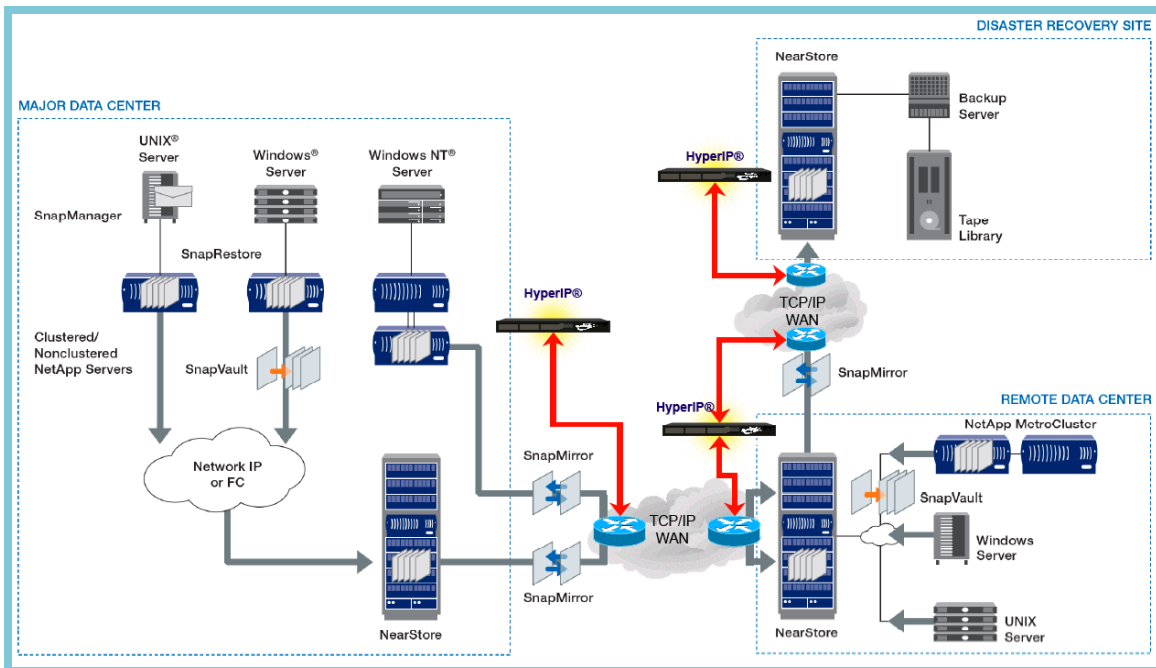 DISASTER RECOVERY SITE
NearStore
Backup
Server
HyperIP®
Tape
Library
MAJOR DATA CENTER
UNIX®
Server
Windows®
Server
Windows NT®
Server
SnapManager
SnapRestore
HyperIP®
TCP/IP
WAN
Clustered/
Nonclustered
NetApp Servers
SnapVault
SnapMirror
REMOTE DATA CENTER
HyperIP®
NetApp MetroCluster
Network IP
or FC
SnapMirror
SnapVault
TCP/IP
WAN
Windows
Server
SnapMirror
NearStore
NearStore
UNIX
Server